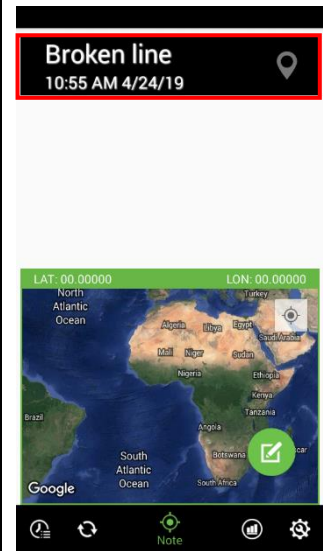 Broken line
10:55 AM 4/24/19
LAT: 00.00000 LON: 00.00000
North
Atlantic
Ocean
Turkey
Algeria
Libya
Egypt
Saudi Arabia
Mali
Niger
Sudan
Nigeria
Ethiopia
Kenya
Tanzania
Brazil
Angola
South
Atlantic
Ocean
Botswana
South Africa
Google
Note